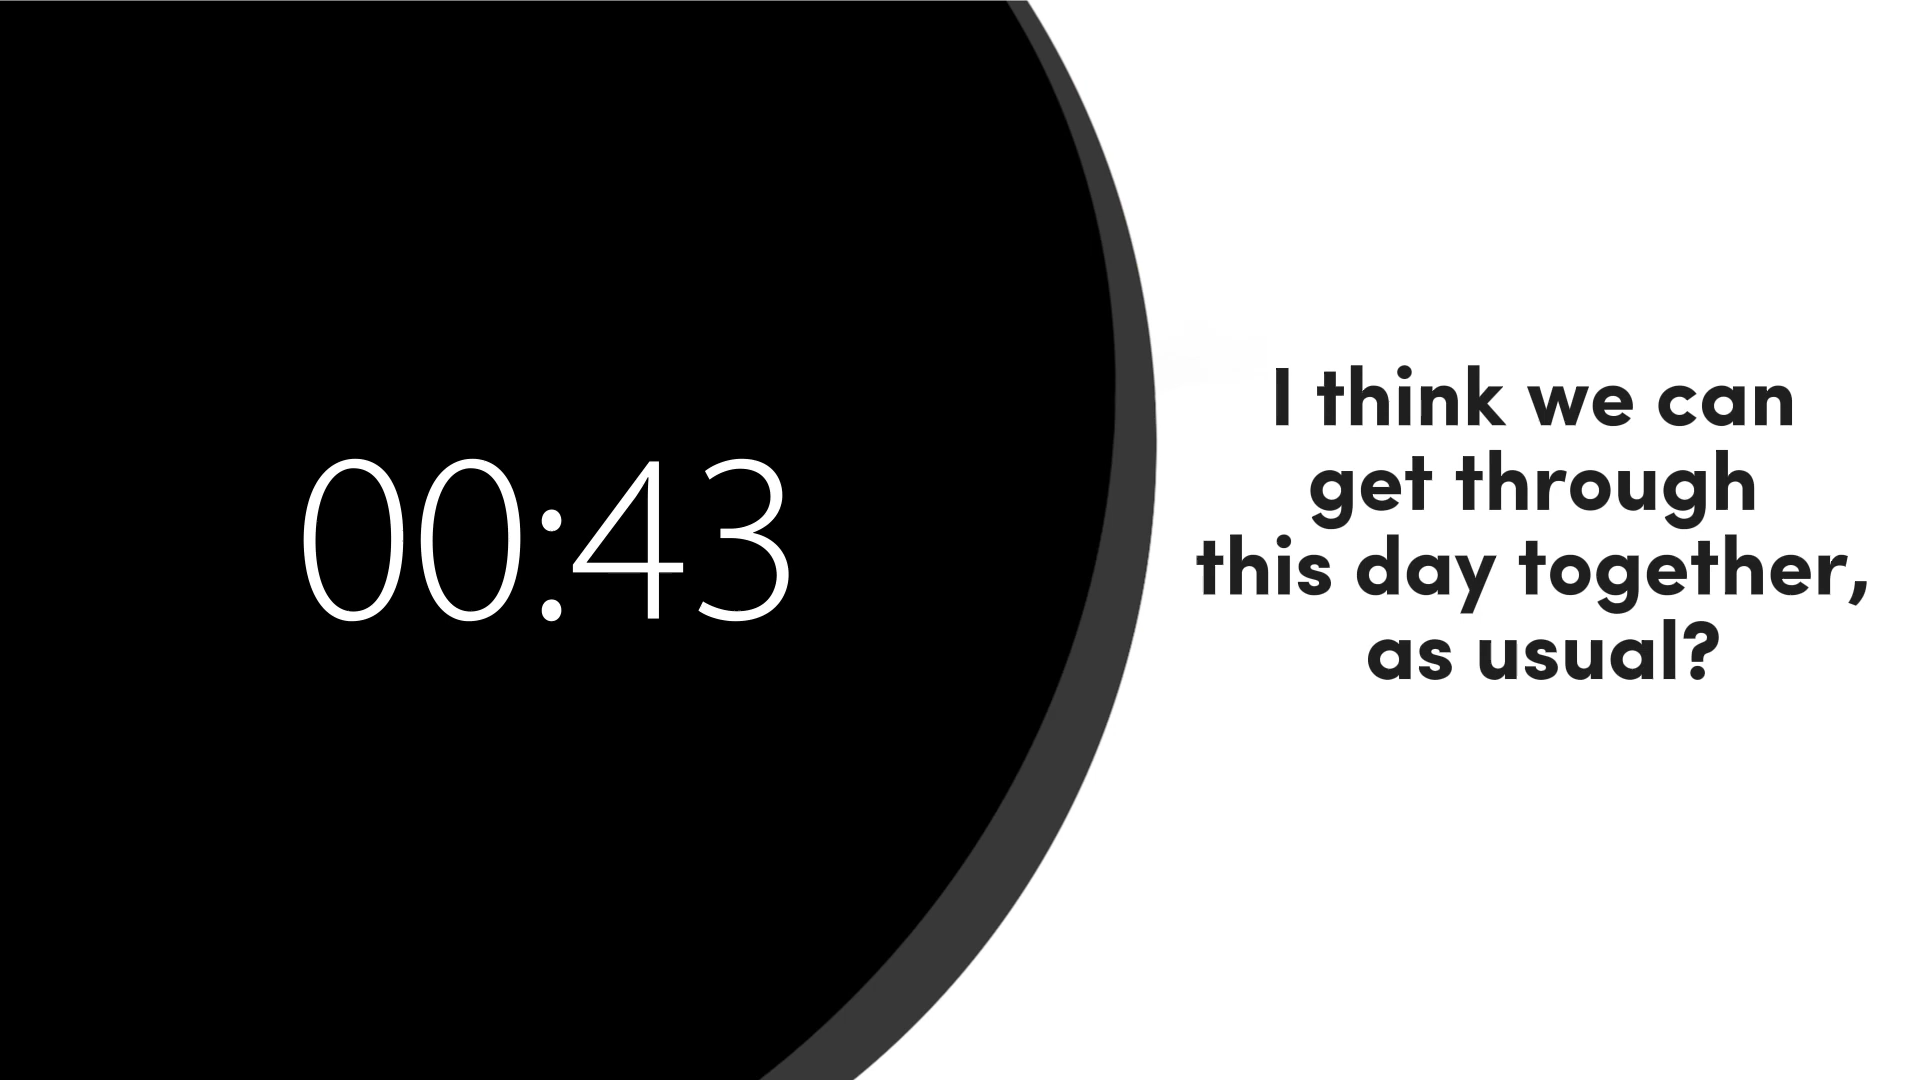 00:43
I think we can
get through
this day together,
as usual?